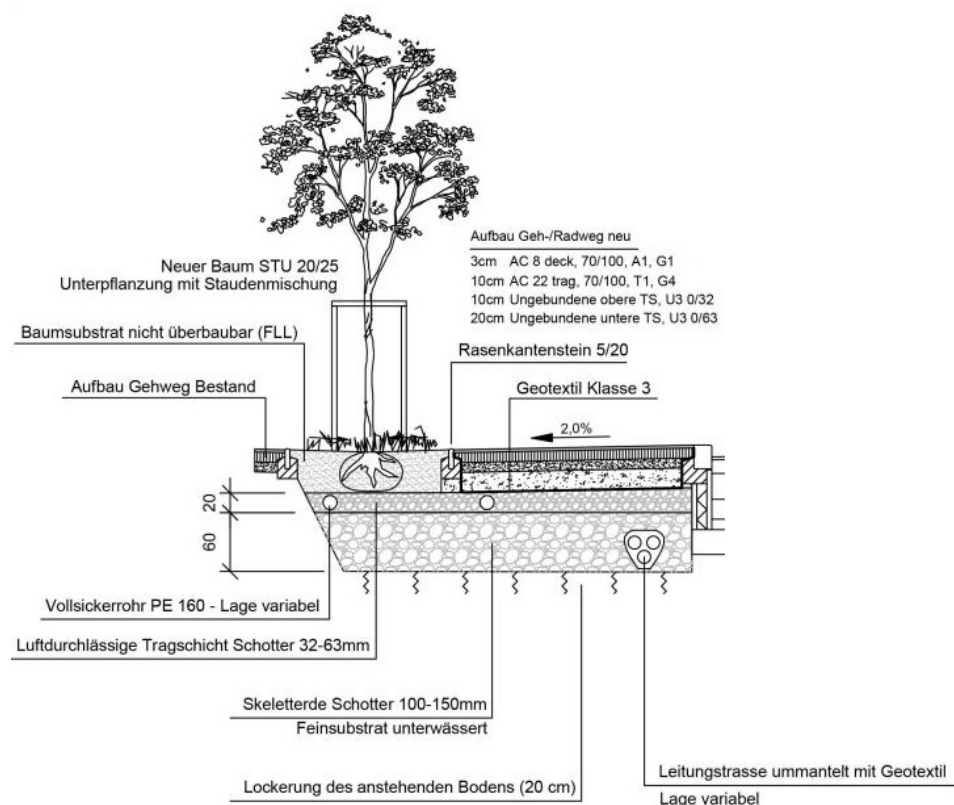 Aufbau Geh-/Radweg neu
3cm AC 8 deck, 70/100, A1, G1
10cm AC 22 trag, 70/100, T1, G4
10cm Ungebundene obere TS, U3 0/32
20cm Ungebundene untere TS, U3 0/63
Neuer Baum STU 20/25
Unterpflanzung mit Staudenmischung
Baumsubstrat nicht überbaubar (FLL)
Rasenkantenstein 5/20
Aufbau Gehweg Bestand
Geotextil Klasse 3
2,0%
20
60
Vollsickerrohr PE 160 - Lage variabel
Luftdurchlässige Tragschicht Schotter 32-63mm
Skeletterde Schotter 100-150mm
Feinsubstrat unterwässert
Lockerung des anstehenden Bodens (20 cm)
Leitungstrasse ummantelt mit Geotextil
Lage variabel